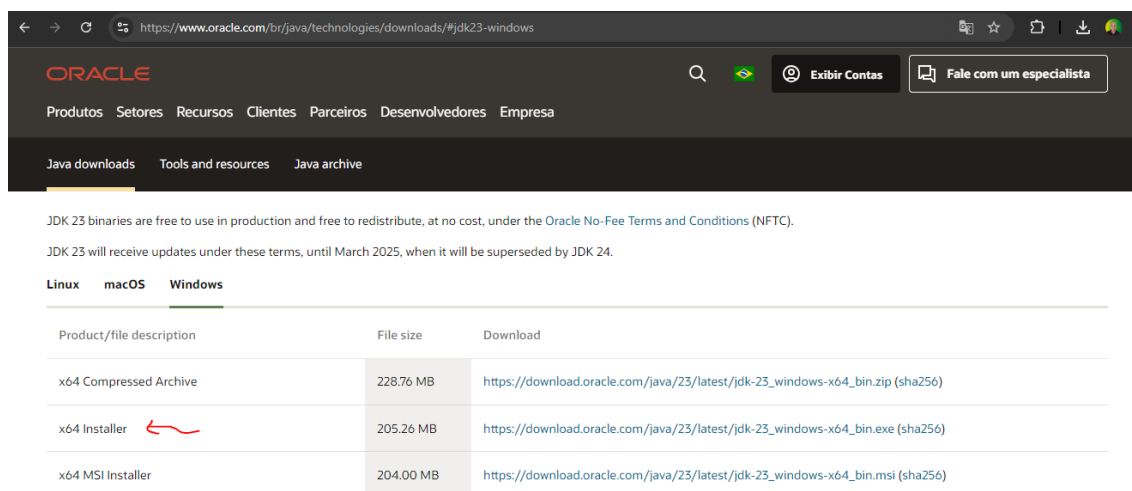 https://www.oracle.com/br/java/technologies/downloads/#jdk23-windows
ORACLE
Exibir Contas
Fale com um especialista
Produtos Setores Recursos Clientes Parceiros Desenvolvedores Empresa
Java downloads Tools and resources Java archive
JDK 23 binaries are free to use in production and free to redistribute, at no cost, under the Oracle No-Fee Terms and Conditions (NFTC).
JDK 23 will receive updates under these terms, until March 2025, when it will be superseded by JDK 24.
Linux macOS Windows
Product/file description File size Download
x64 Compressed Archive 228.76 MB https://download.oracle.com/java/23/latest/jdk-23_windows-x64_bin.zip (sha256)
x64 Installer 205.26 MB https://download.oracle.com/java/23/latest/jdk-23_windows-x64_bin.exe (sha256)
x64 MSI Installer 204.00 MB https://download.oracle.com/java/23/latest/jdk-23_windows-x64_bin.msi (sha256)